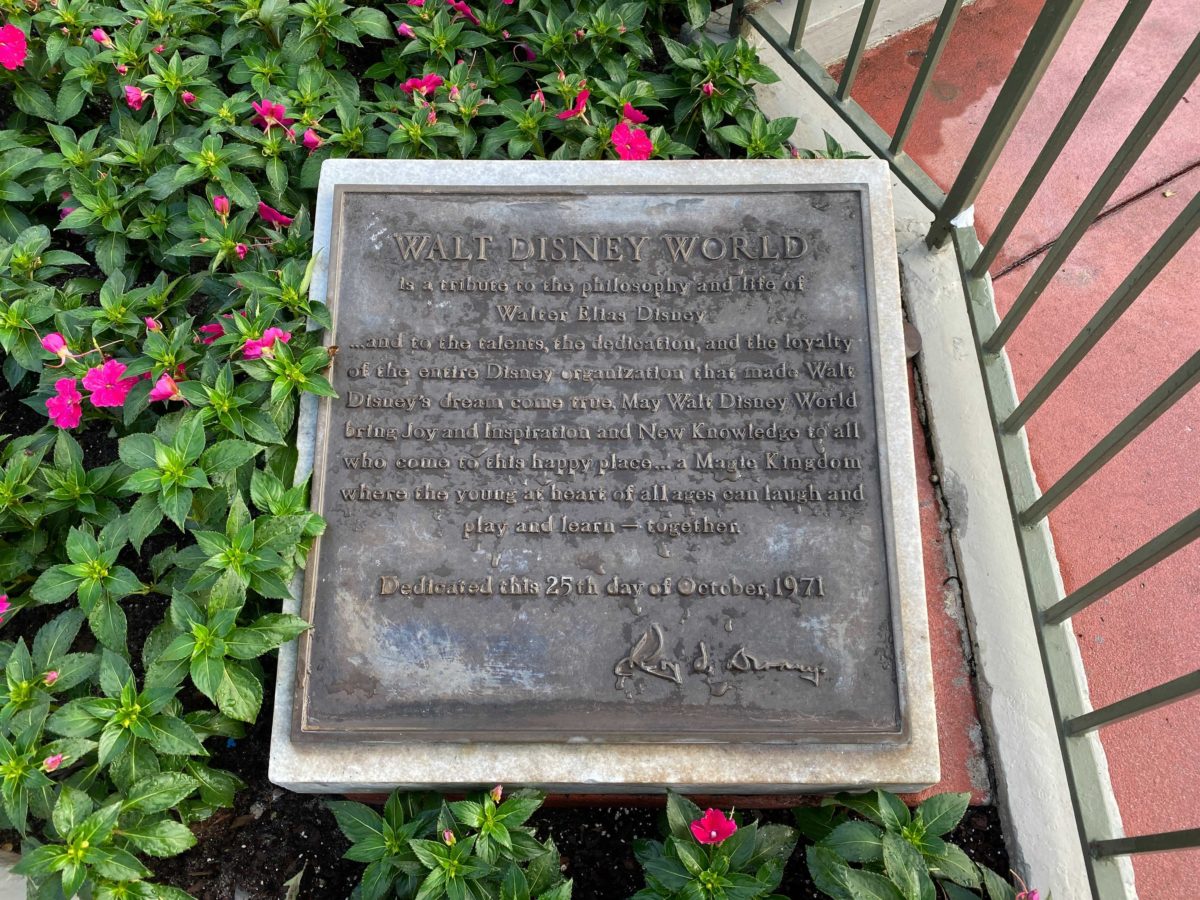 WALT DISNEY WORLD
is a tribute to the philosophy and life of
Walter Elias Disney
...and to the talents, the dedication, and the loyalty
of the entire Disney organization that made Walt
Disney's dream come true. May Walt Disney World
bring Joy and Inspiration and New Knowledge to all
who come to this happy place... a Magic Kingdom
where the young at heart of all ages can laugh and
play and learn — together.
Dedicated this 25th day of October, 1971
Roy O. Disney